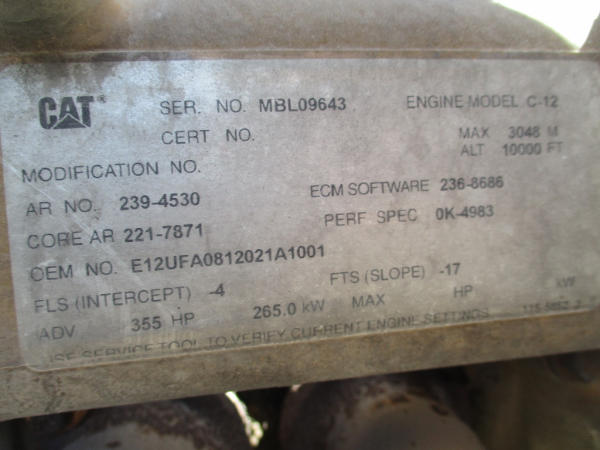 CAT SER. NO. MBL09643 ENGINE MODEL C-12
CERT NO. MAX 3048 M
ALT 10000 FT
MODIFICATION NO.
AR NO. 239-4530 ECM SOFTWARE 236-8686
CORE AR 221-7871 PERF SPEC 0K-4983
OEM NO. E12UFA0812021A1001
FLS (INTERCEPT) -4 FTS (SLOPE) -17
ADV 355 HP 265.0 kW MAX HP kW
USE SERVICE TOOL TO VERIFY CURRENT ENGINE SETTINGS